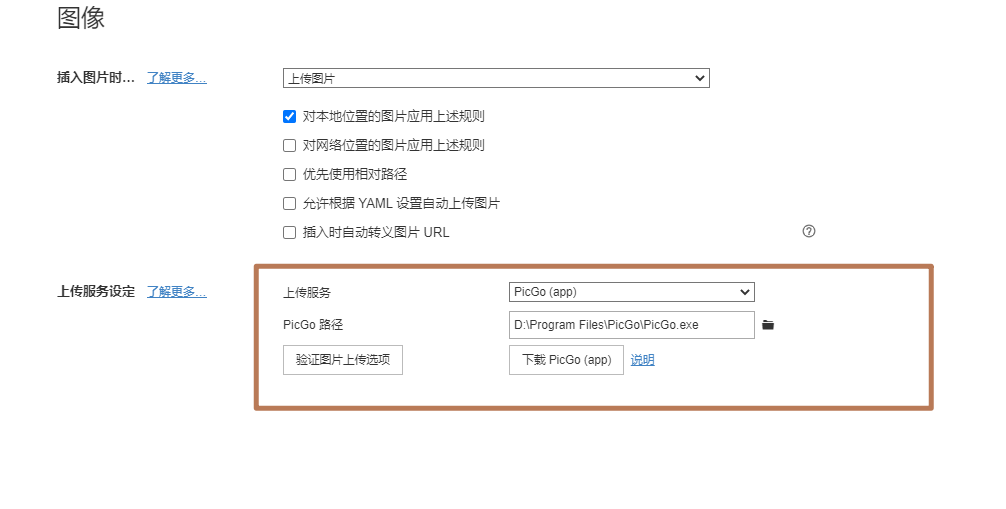 图像
插入图片时... 了解更多... 上传图片
对本地位置的图片应用上述规则
对网络位置的图片应用上述规则
优先使用相对路径
允许根据 YAML 设置自动上传图片
插入时自动转义图片 URL
上传服务设定 了解更多... 上传服务 PicGo (app)
PicGo 路径 D:\Program Files\PicGo\PicGo.exe
验证图片上传选项 下载 PicGo (app) 说明